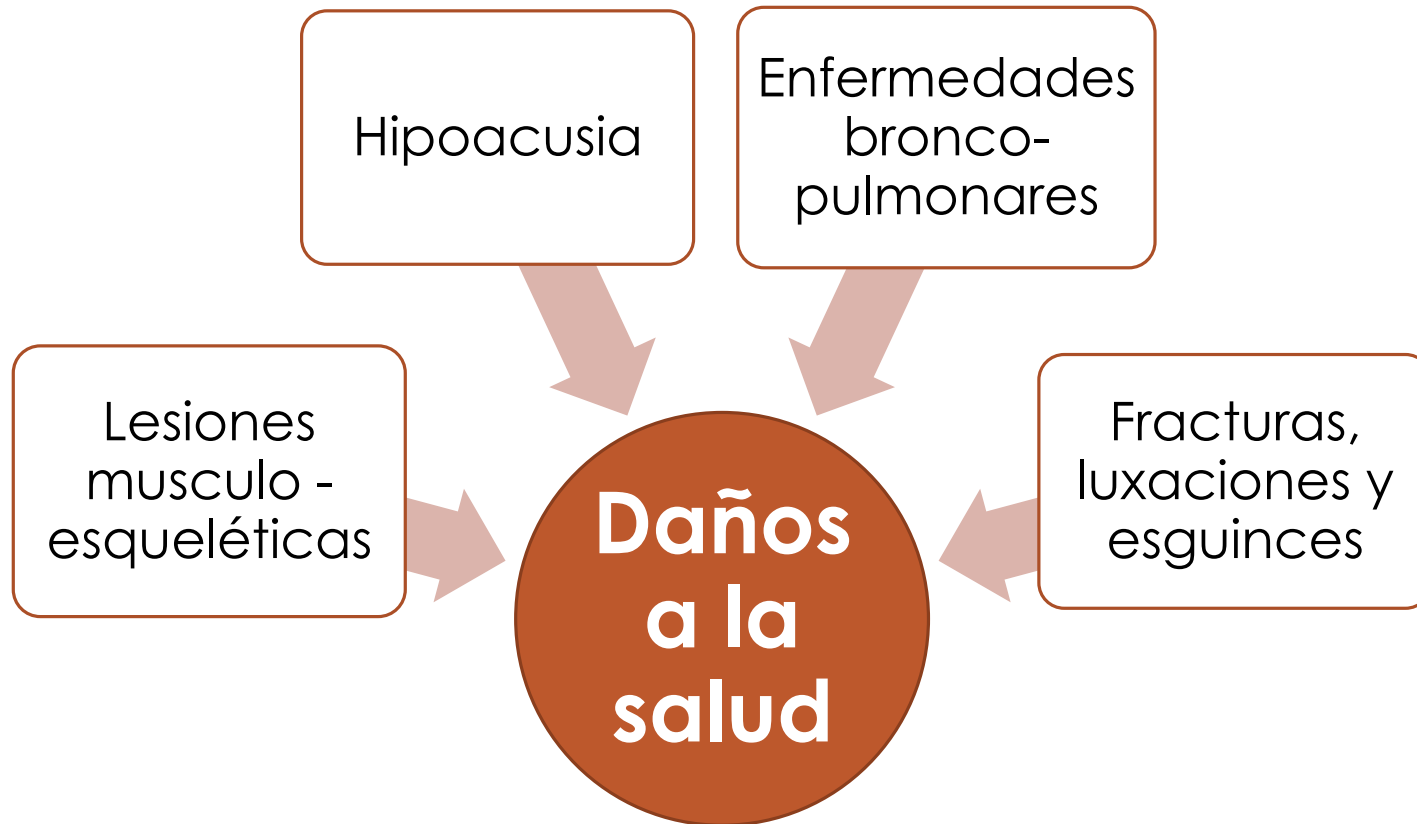 Hipoacusia
Enfermedades
bronco-
pulmonares
Lesiones
musculo -
esqueléticas
Fracturas,
luxaciones y
esguinces
Daños
a la
salud